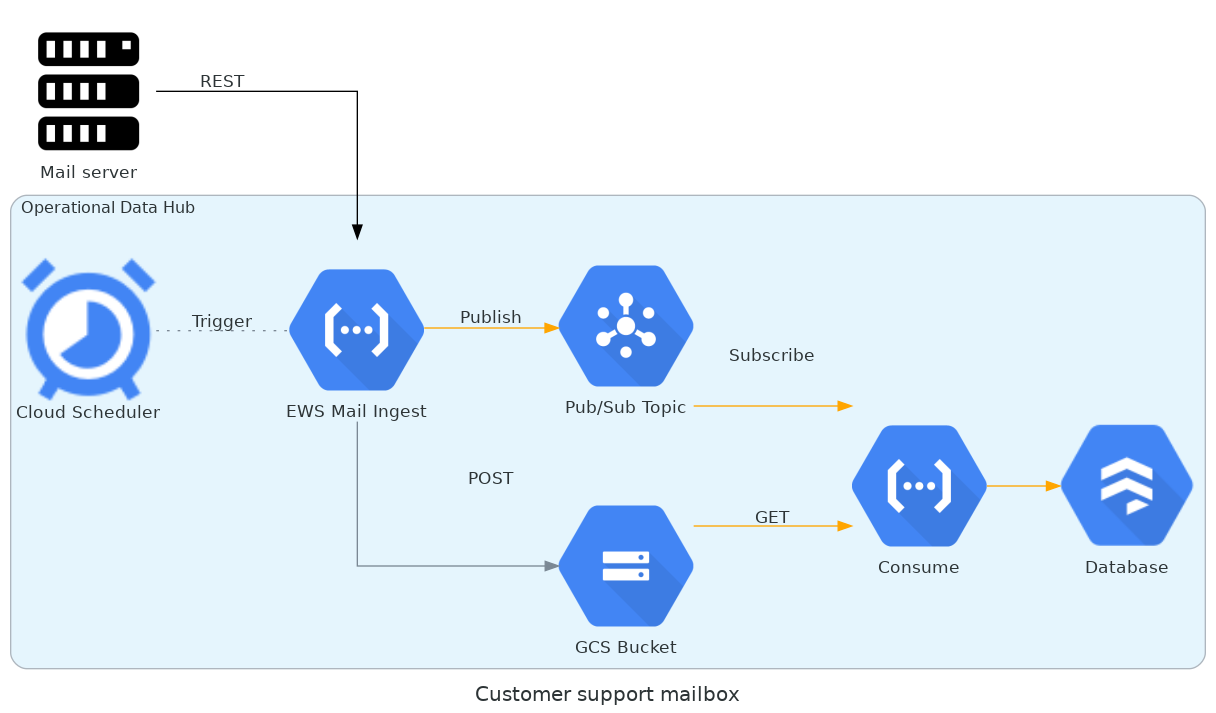 REST
Mail server
Operational Data Hub
Trigger
Publish
Subscribe
Cloud Scheduler
EWS Mail Ingest
Pub/Sub Topic
POST
GET
Consume
Database
GCS Bucket
Customer support mailbox